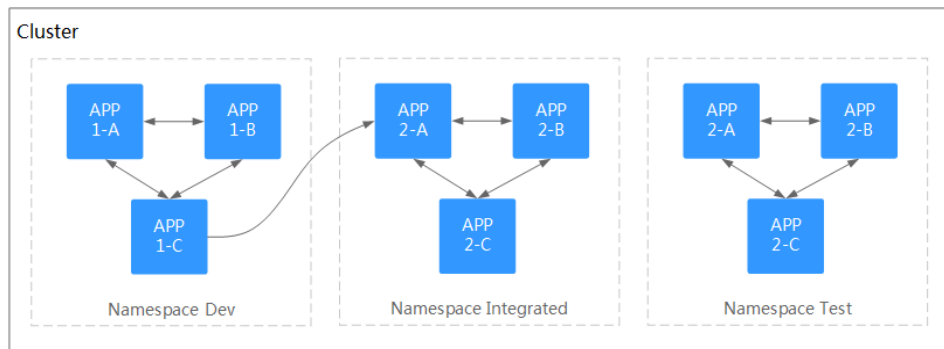 Cluster
APP
1-A
APP
1-B
APP
1-C
Namespace Dev
APP
2-A
APP
2-B
APP
2-C
Namespace Integrated
APP
2-A
APP
2-B
APP
2-C
Namespace Test